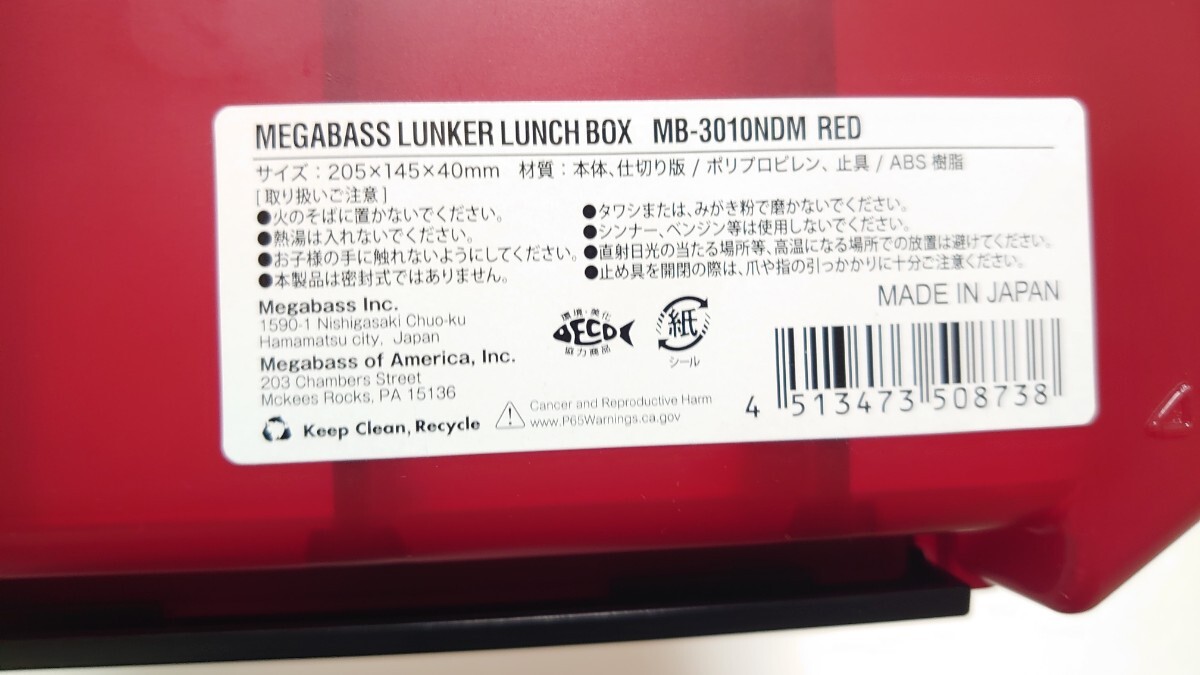 MEGABASS LUNKER LUNCH BOX MB-3010NDM RED
サイズ：205×145×40mm 材質：本体、仕切り版 / ポリプロピレン、止具 / ABS 樹脂
[ 取り扱いご注意 ]
●火のそばに置かないでください。
●熱湯は入れないでください。
●お子様の手に触れないようにしてください。
●本製品は密封式ではありません。
●タワシまたは、みがき粉で磨かないでください。
●シンナー、ベンジン等は使用しないでください。
●直射日光の当たる場所等、高温になる場所での放置は避けてください。
●止め具を開閉の際は、爪や指の引っかかりに十分ご注意ください。
Megabass Inc.
1590-1 Nishigasaki Chuo-ku
Hamamatsu city, Japan
Megabass of America, Inc.
203 Chambers Street
Mckees Rocks, PA 15136
Keep Clean, Recycle
環境・美化
ECO
協力商品
紙
シール
Cancer and Reproductive Harm
www.P65Warnings.ca.gov
MADE IN JAPAN
4 513473 508738